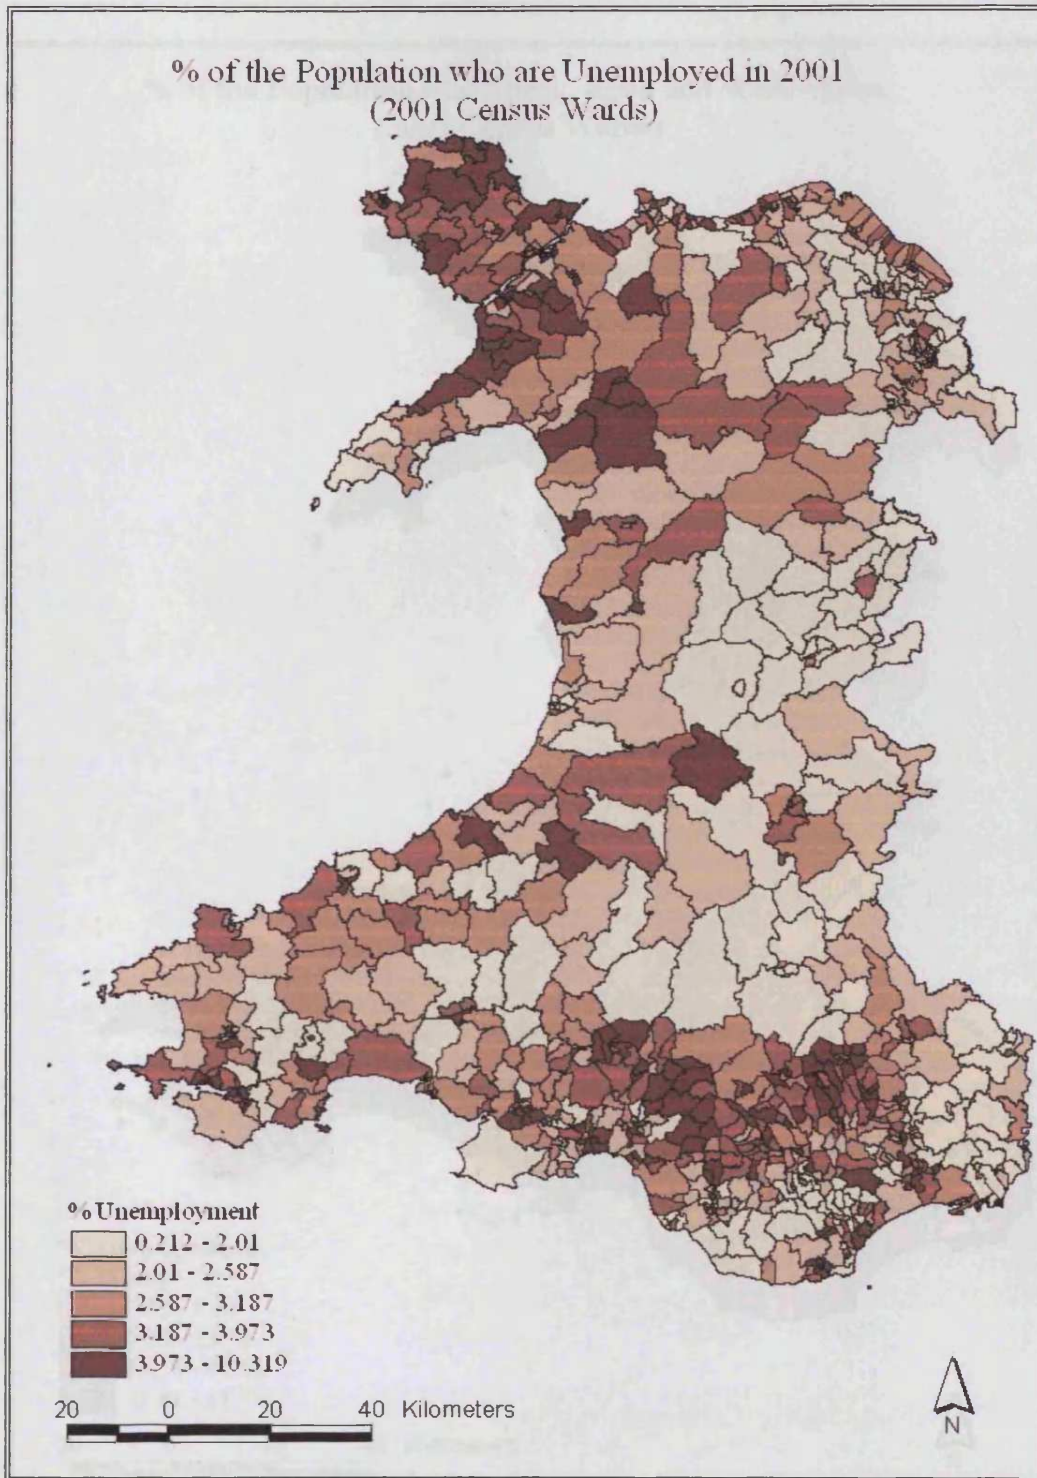 % of the Population who are Unemployed in 2001
(2001 Census Wards)
% Unemployment
0.212 - 2.01
2.01 - 2.587
2.587 - 3.187
3.187 - 3.973
3.973 - 10.319
20 0 20 40 Kilometers
N